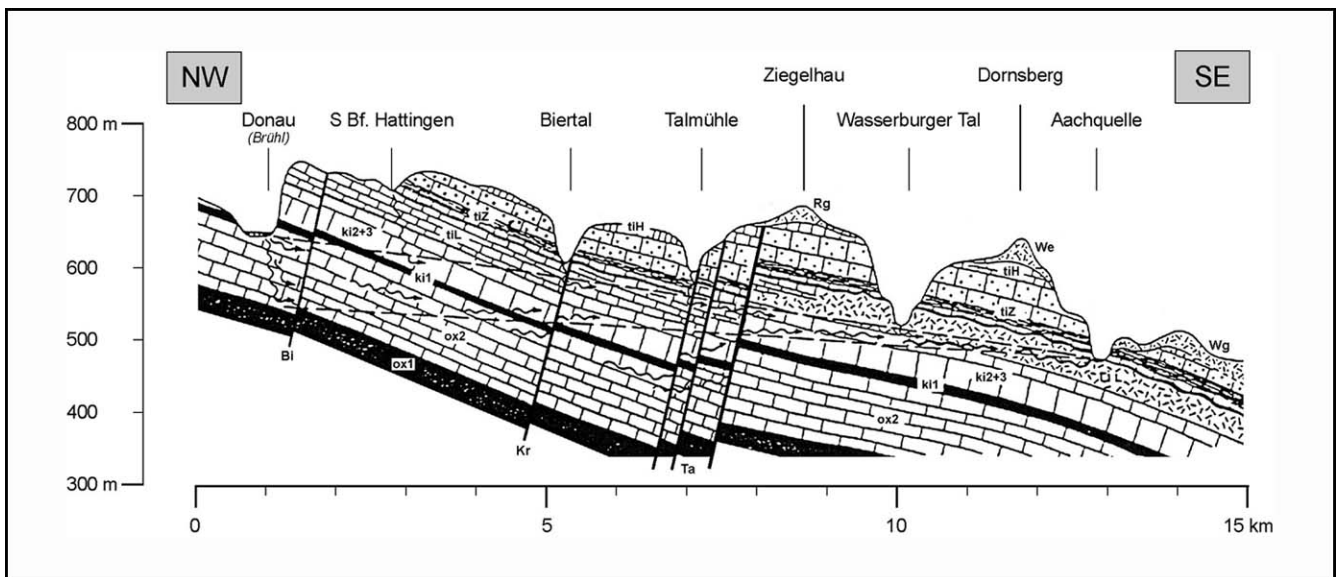 NW
SE
Ziegelhau
Dornsberg
Donau
(Brühl)
S Bf. Hattingen
Biertal
Talmühle
Wasserburger Tal
Aachquelle
800 m
700
600
500
400
300 m
Rg
We
Wg
tiZ
tiL
tiH
tiH
tiZ
ki2+3
ki1
ox2
ox1
ki1
ki2+3
ox2
Bi
Kr
Ta
0
5
10
15 km